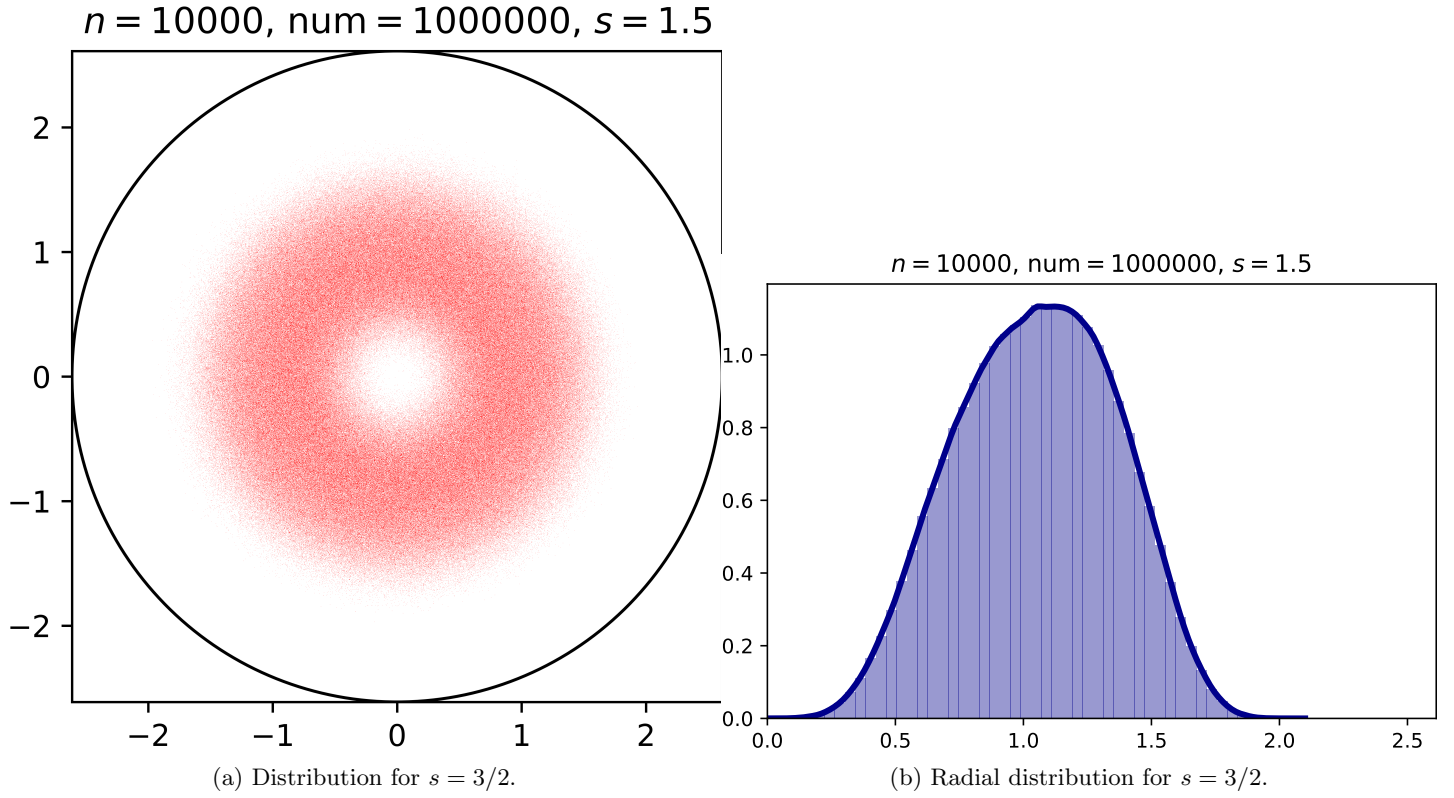 n = 10000, num = 1000000, s = 1.5
2
1
0
−1
−2
−2 −1 0 1 2
(a) Distribution for s = 3/2.
n = 10000, num = 1000000, s = 1.5
1.0
0.8
0.6
0.4
0.2
0.0
0.0 0.5 1.0 1.5 2.0 2.5
(b) Radial distribution for s = 3/2.